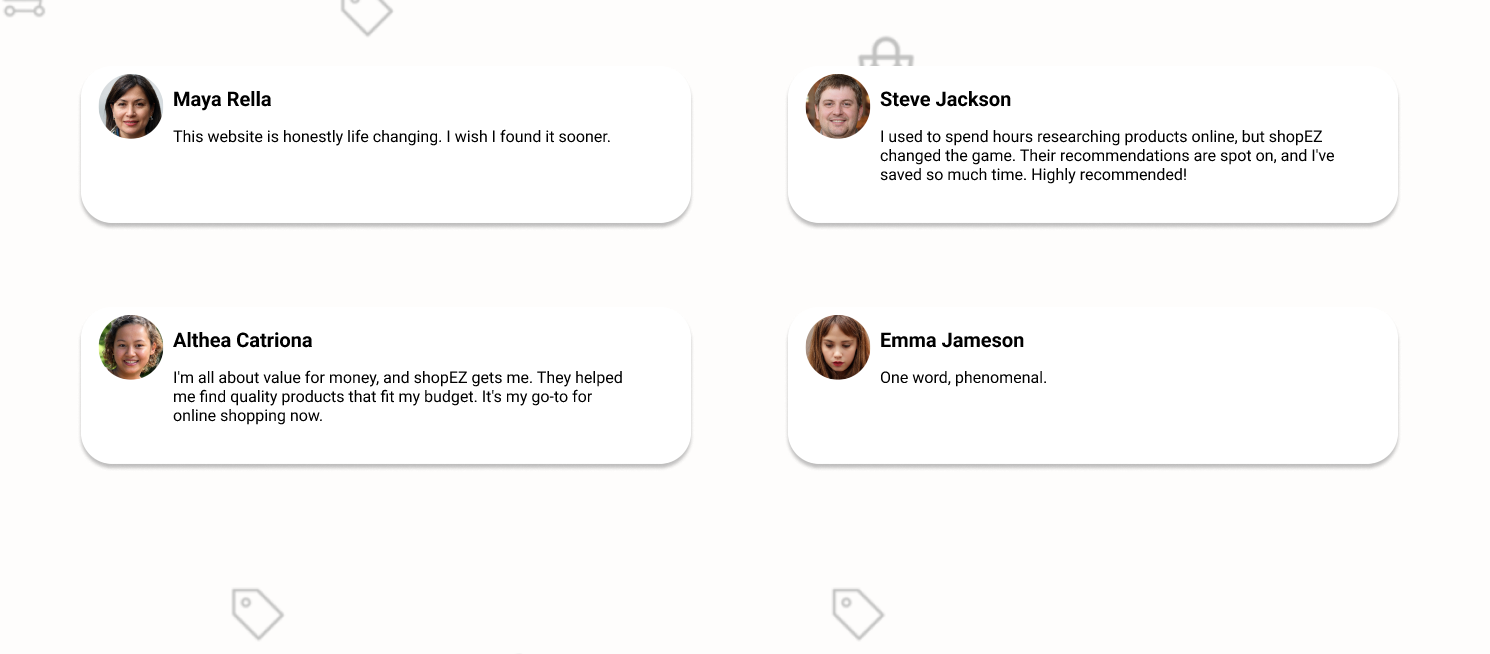 Maya Rella
This website is honestly life changing. I wish I found it sooner.
Steve Jackson
I used to spend hours researching products online, but shopEZ
changed the game. Their recommendations are spot on, and I've
saved so much time. Highly recommended!
Althea Catriona
I'm all about value for money, and shopEZ gets me. They helped
me find quality products that fit my budget. It's my go-to for
online shopping now.
Emma Jameson
One word, phenomenal.